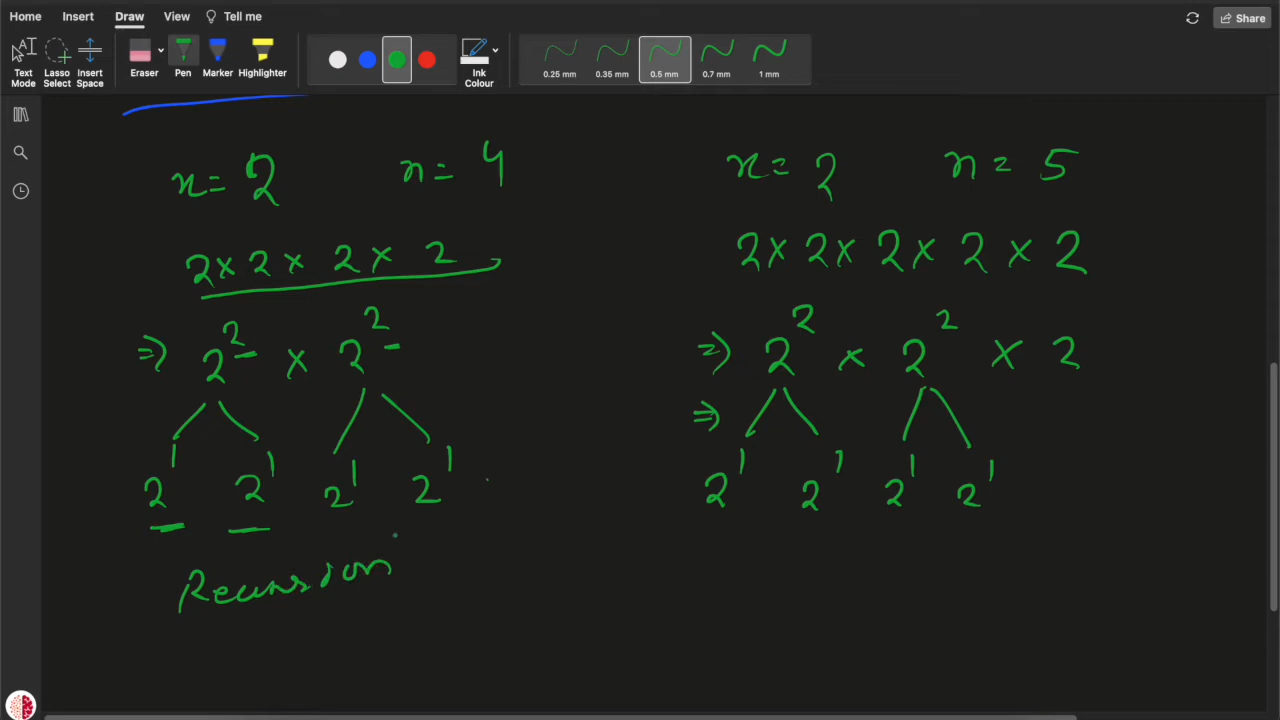 Home Insert Draw View Tell me Share
Text Mode Lasso Select Insert Space Eraser Pen Marker Highlighter Ink Colour 0.25 mm 0.35 mm 0.5 mm 0.7 mm 1 mm
x = 2 n = 4
2 × 2 × 2 × 2
⇒ 2² × 2²
2¹ 2¹ 2¹ 2¹
Recursion
x = 2 n = 5
2 × 2 × 2 × 2 × 2
⇒ 2² × 2² × 2
⇒
2¹ 2¹ 2¹ 2¹